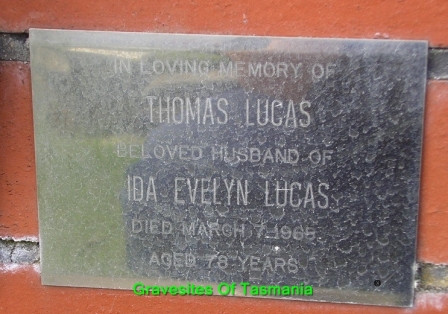 IN LOVING MEMORY OF
THOMAS LUCAS
BELOVED HUSBAND OF
IDA EVELYN LUCAS
DIED MARCH 7, 1965
AGED 78 YEARS
Gravesites Of Tasmania